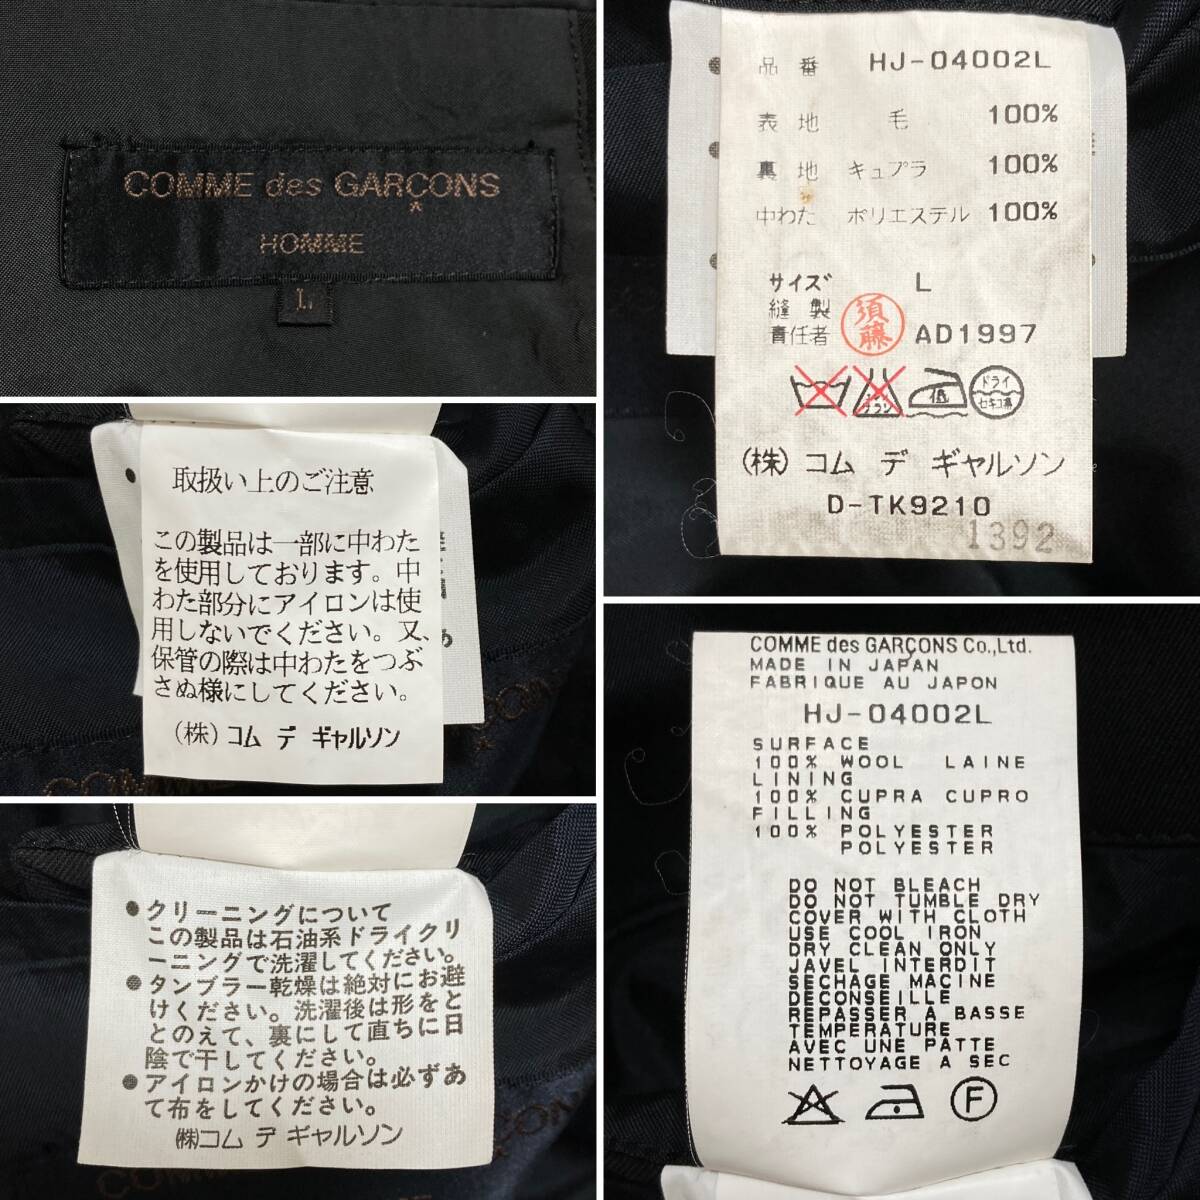 COMME des GARÇONS
HOMME
L
品番 HJ-04002L
表地 毛 100%
裏地 キュプラ 100%
中わた ポリエステル 100%
サイズ L
縫製
責任者 須藤 AD1997
エンソサラシ
低
ドライ
セキユ系
(株) コム デ ギャルソン
D-TK9210
1392
取扱い上のご注意
この製品は一部に中わた
を使用しております。中
わた部分にアイロンは使
用しないでください。又、
保管の際は中わたをつぶ
さぬ様にしてください。
(株) コム デ ギャルソン
●クリーニングについて
この製品は石油系ドライクリ
ーニングで洗濯してください。
●タンブラー乾燥は絶対にお避
けください。洗濯後は形をと
とのえて、裏にして直ちに日
陰で干してください。
●アイロンかけの場合は必ずあ
て布をしてください。
㈱コム デ ギャルソン
COMME des GARÇONS Co.,Ltd.
MADE IN JAPAN
FABRIQUE AU JAPON
HJ-04002L
SURFACE
100% WOOL LAINE
LINING
100% CUPRA CUPRO
FILLING
100% POLYESTER
POLYESTER
DO NOT BLEACH
DO NOT TUMBLE DRY
COVER WITH CLOTH
USE COOL IRON
DRY CLEAN ONLY
JAVEL INTERDIT
SECHAGE MACINE
DECONSEILLE
REPASSER A BASSE
TEMPERATURE
AVEC UNE PATTE
NETTOYAGE A SEC
F